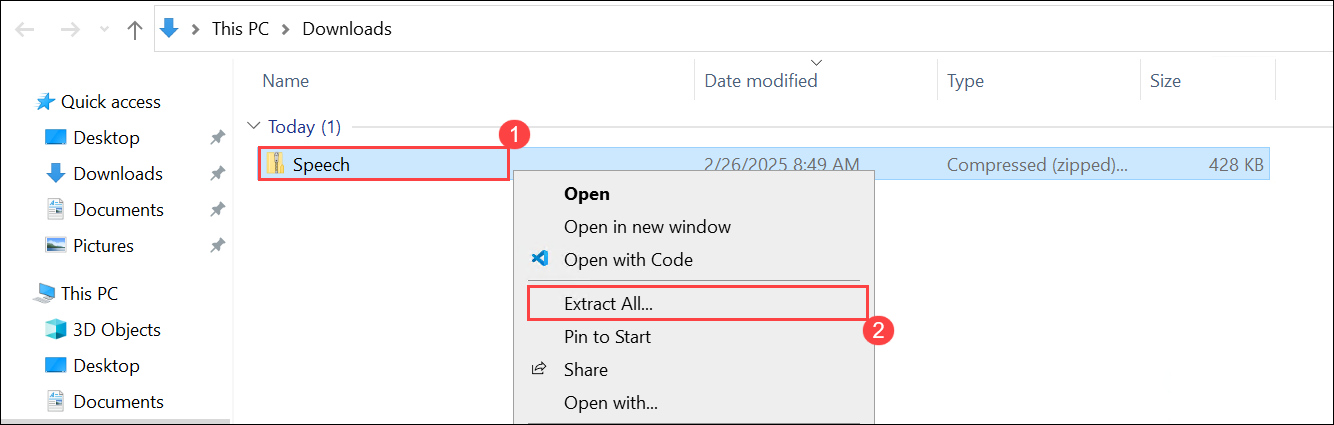 This PC > Downloads
Name Date modified Type Size
Quick access
Today (1)
1
Desktop
Speech 2/26/2025 8:49 AM Compressed (zipped)... 428 KB
Downloads
Open
Documents
Open in new window
Pictures
Open with Code
This PC
Extract All...
3D Objects
2
Pin to Start
Desktop
Share
Documents
Open with...